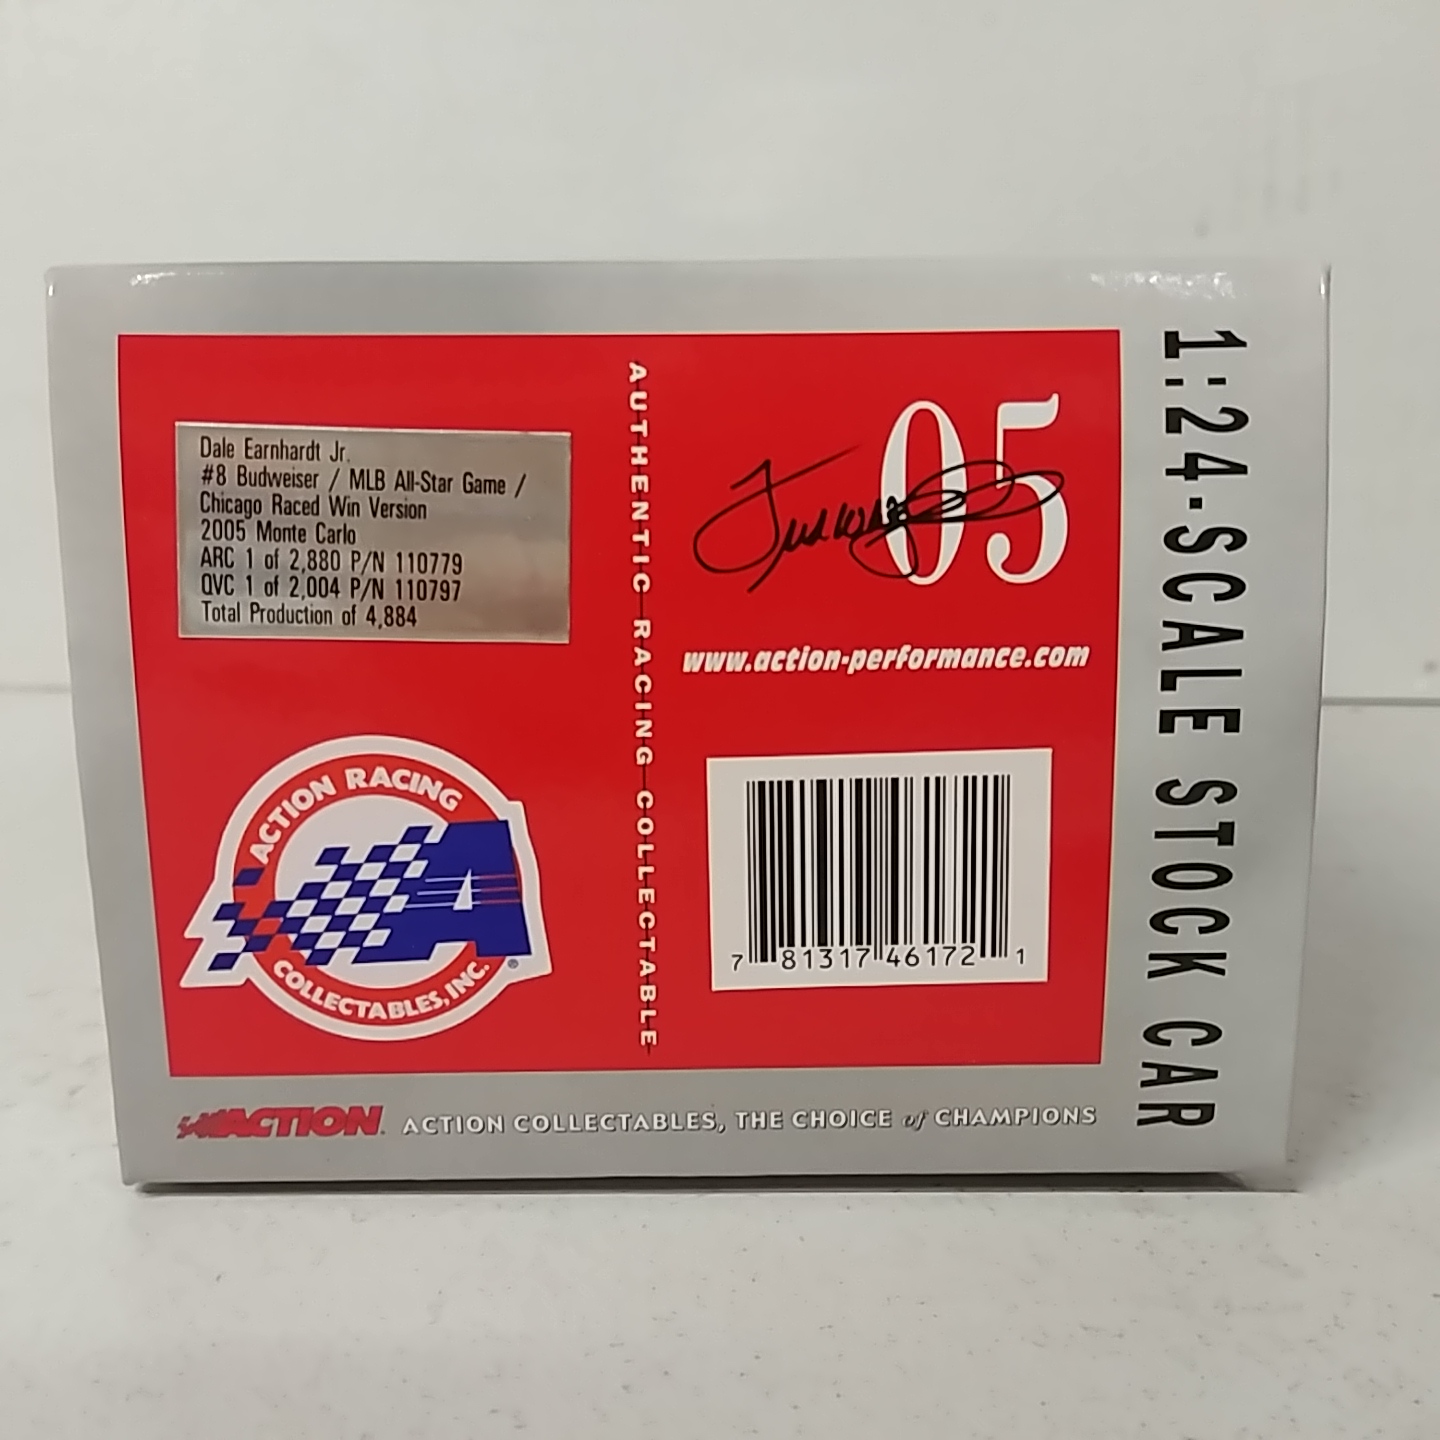 Dale Earnhardt Jr.
#8 Budweiser / MLB All-Star Game /
Chicago Raced Win Version
2005 Monte Carlo
ARC 1 of 2,880 P/N 110779
QVC 1 of 2,004 P/N 110797
Total Production of 4,884
ACTION RACING
A
COLLECTABLES, INC.®
AUTHENTIC RACING COLLECTABLE
05
www.action-performance.com
7 81317 46172 1
1:24-SCALE STOCK CAR
ACTION
ACTION COLLECTABLES, THE CHOICE of CHAMPIONS